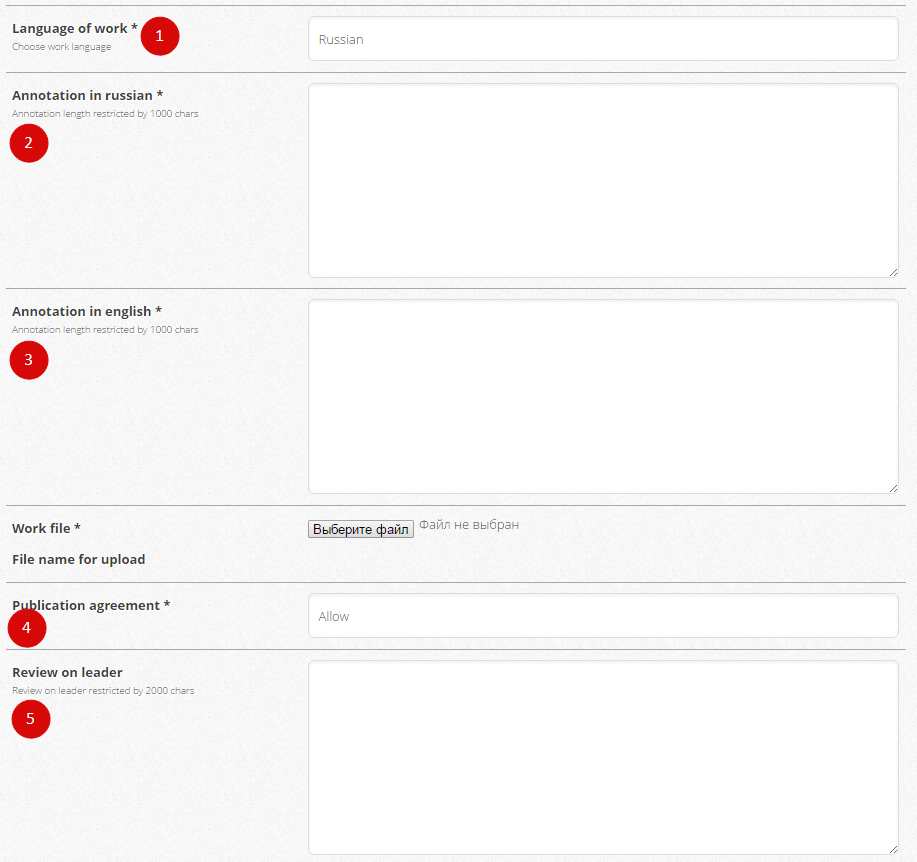 Language of work * 1
Choose work language
Russian
Annotation in russian *
Annotation length restricted by 1000 chars
2
Annotation in english *
Annotation length restricted by 1000 chars
3
Work file *
Выберите файл Файл не выбран
File name for upload
Publication agreement *
4
Allow
Review on leader
Review on leader restricted by 2000 chars
5